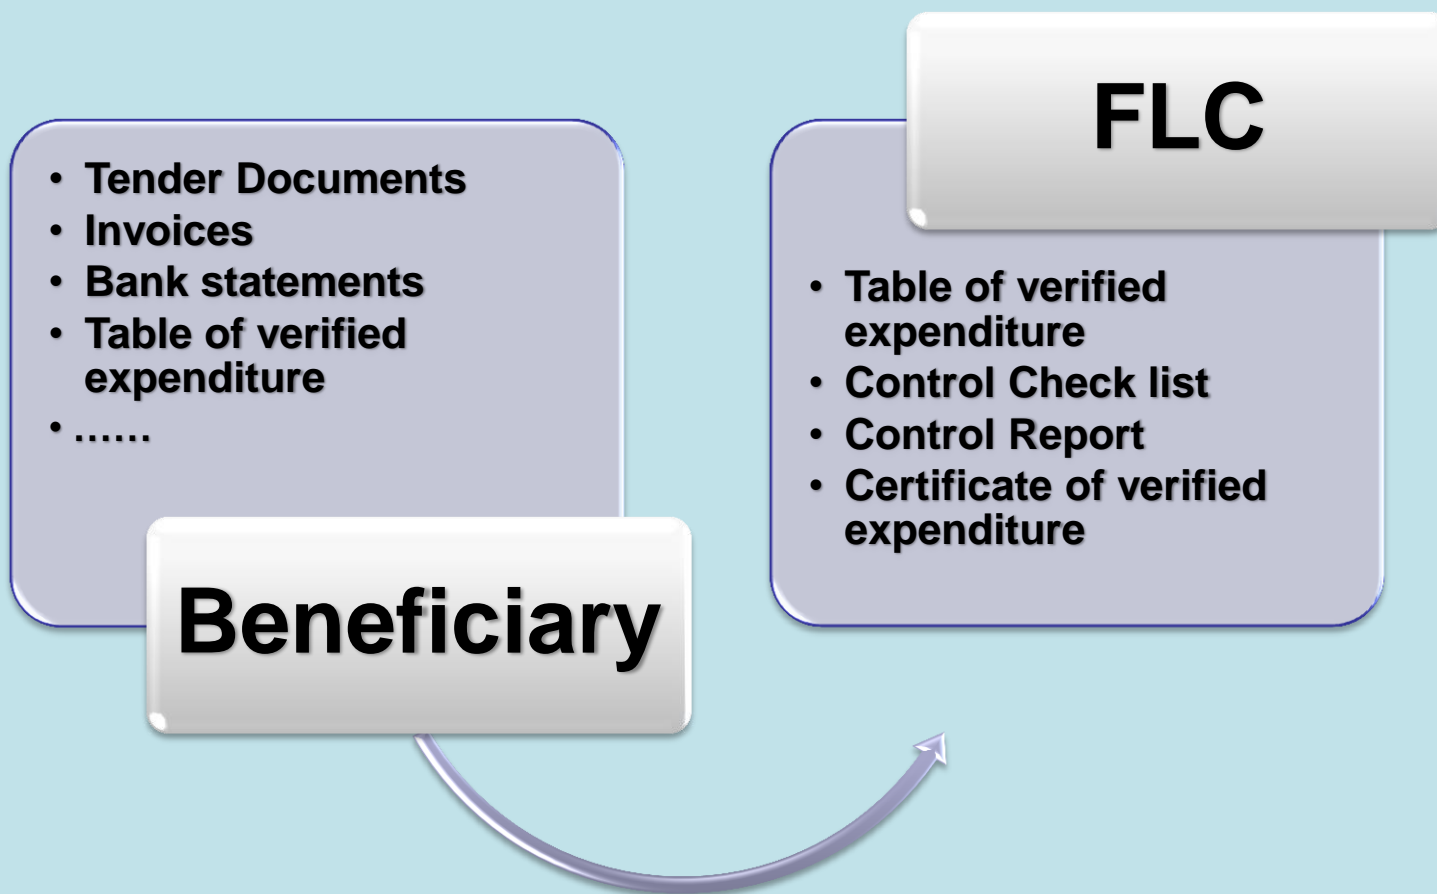 • Tender Documents
• Invoices
• Bank statements
• Table of verified
expenditure
• ......
Beneficiary
FLC
• Table of verified
expenditure
• Control Check list
• Control Report
• Certificate of verified
expenditure